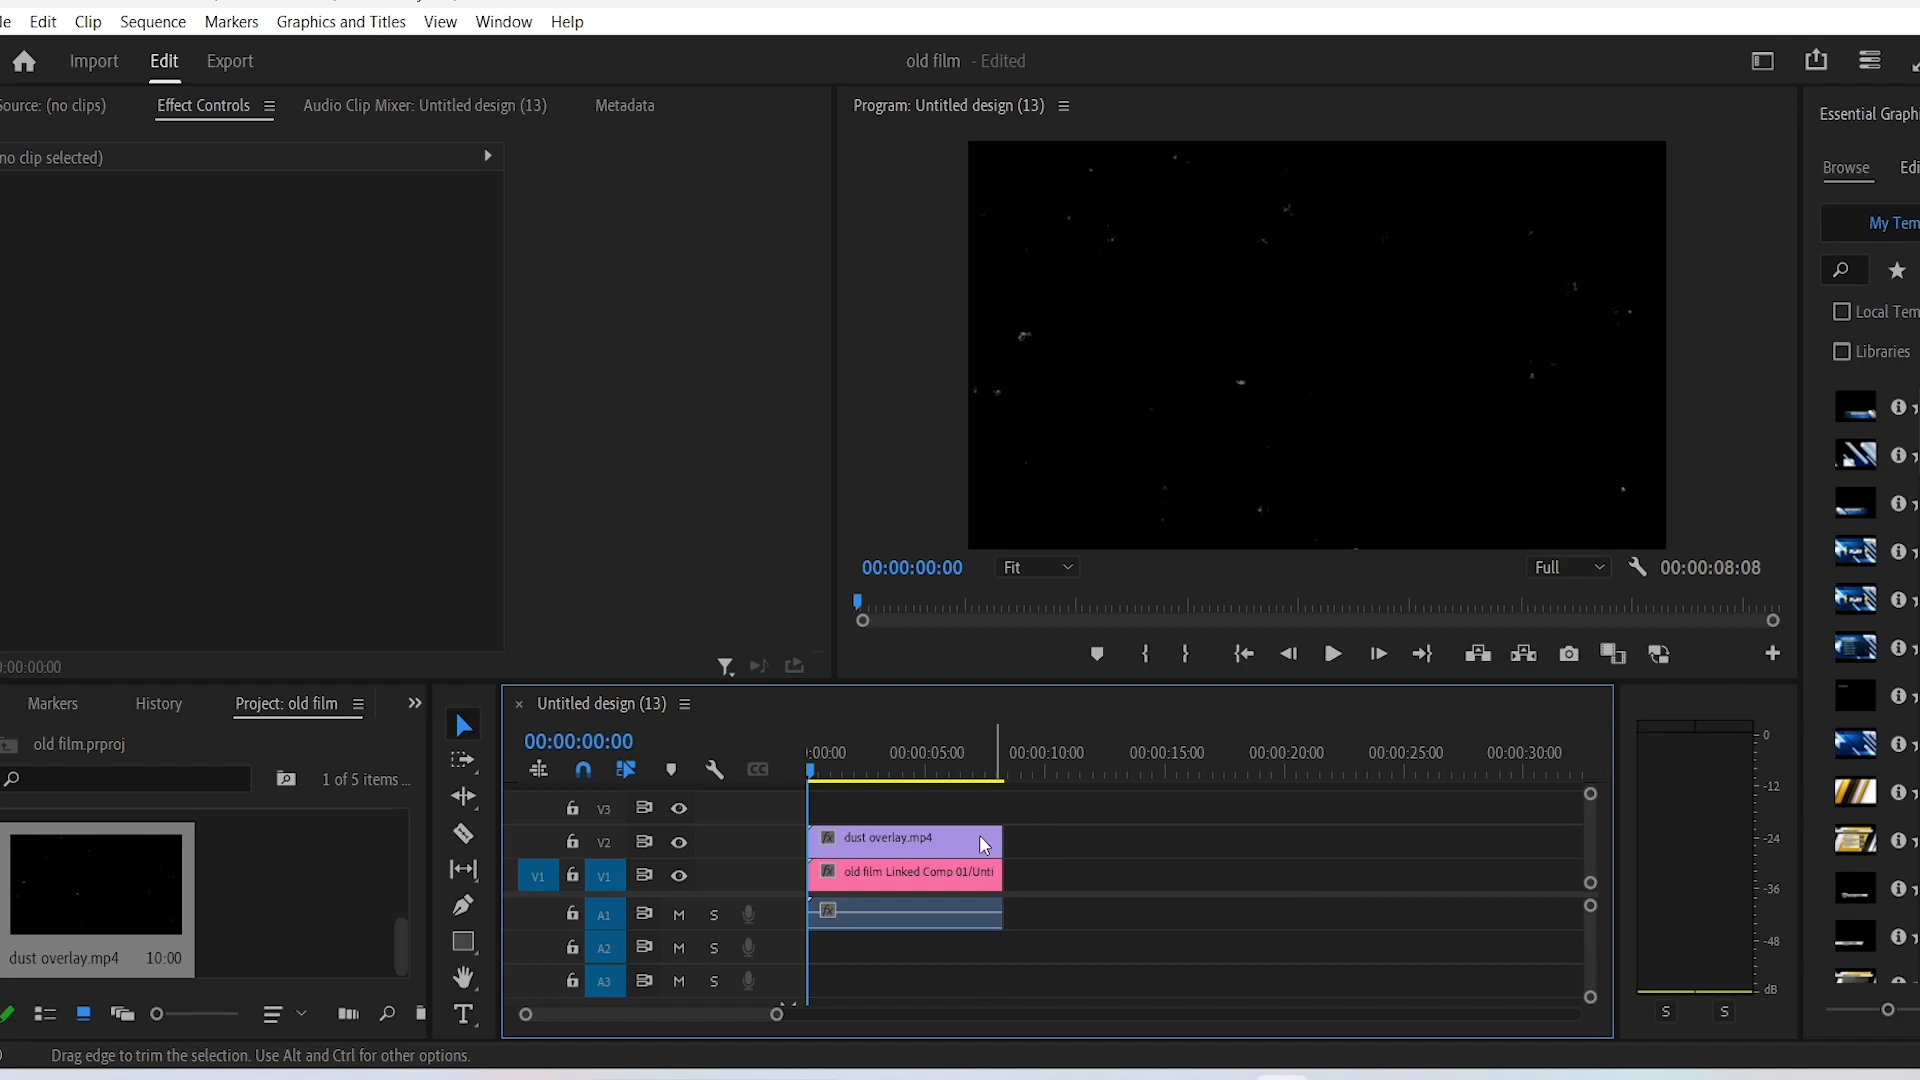 le Edit Clip Sequence Markers Graphics and Titles View Window Help
Import Edit Export old film - Edited
Source: (no clips) Effect Controls Audio Clip Mixer: Untitled design (13) Metadata Program: Untitled design (13) Essential Graphi
no clip selected)
Browse Edi
My Tem
Local Tem
Libraries
00:00:00:00 Fit Full 00:00:08:08
:00:00:00
Markers History Project: old film Untitled design (13)
old film.prproj
1 of 5 items ...
00:00:00:00
:00:00 00:00:05:00 00:00:10:00 00:00:15:00 00:00:20:00 00:00:25:00 00:00:30:00
V3
V2 dust overlay.mp4
V1 V1 old film Linked Comp 01/Unti
A1 M S
A2 M S
A3 M S
fx
fx
fx
dust overlay.mp4 10:00
0
-12
-24
-36
-48
dB
S S
Drag edge to trim the selection. Use Alt and Ctrl for other options.